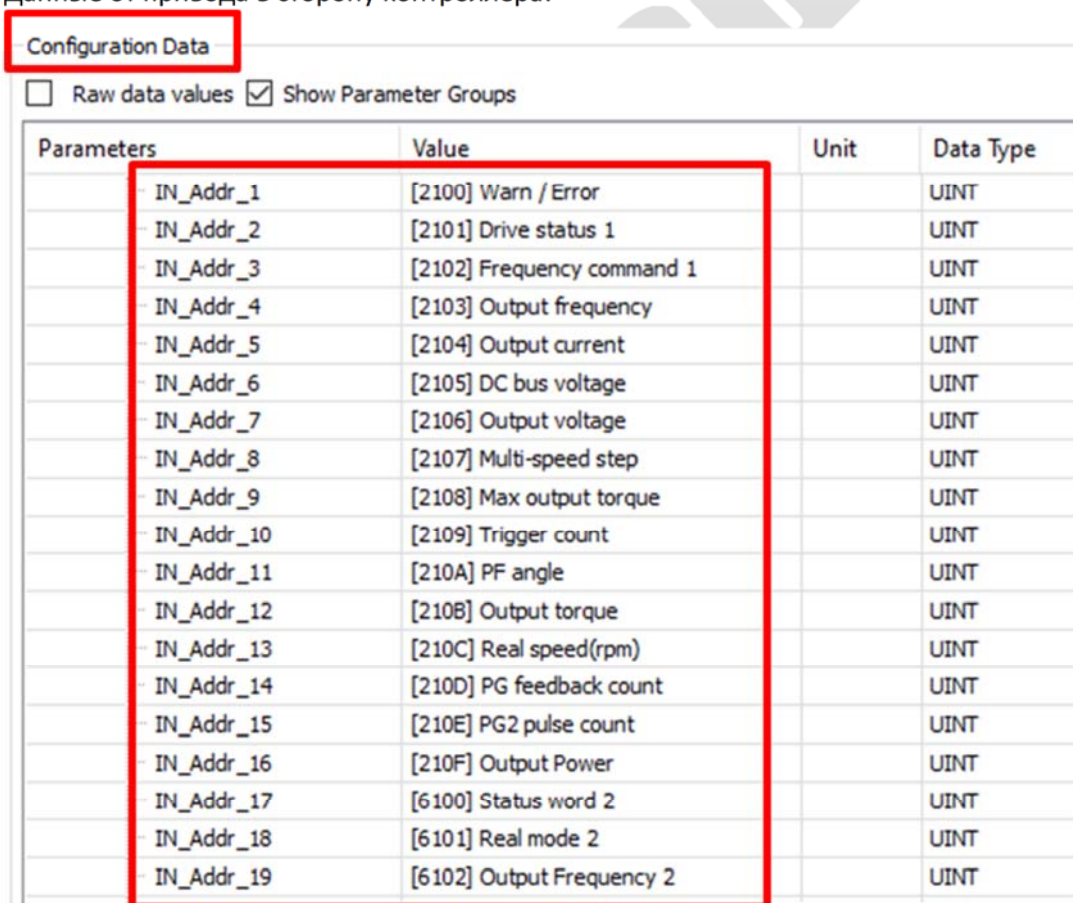 Данные от привода в сторону контроллера:
Configuration Data
Raw data values Show Parameter Groups
Parameters Value Unit Data Type
IN_Addr_1 [2100] Warn / Error UINT
IN_Addr_2 [2101] Drive status 1 UINT
IN_Addr_3 [2102] Frequency command 1 UINT
IN_Addr_4 [2103] Output frequency UINT
IN_Addr_5 [2104] Output current UINT
IN_Addr_6 [2105] DC bus voltage UINT
IN_Addr_7 [2106] Output voltage UINT
IN_Addr_8 [2107] Multi-speed step UINT
IN_Addr_9 [2108] Max output torque UINT
IN_Addr_10 [2109] Trigger count UINT
IN_Addr_11 [210A] PF angle UINT
IN_Addr_12 [210B] Output torque UINT
IN_Addr_13 [210C] Real speed(rpm) UINT
IN_Addr_14 [210D] PG feedback count UINT
IN_Addr_15 [210E] PG2 pulse count UINT
IN_Addr_16 [210F] Output Power UINT
IN_Addr_17 [6100] Status word 2 UINT
IN_Addr_18 [6101] Real mode 2 UINT
IN_Addr_19 [6102] Output Frequency 2 UINT